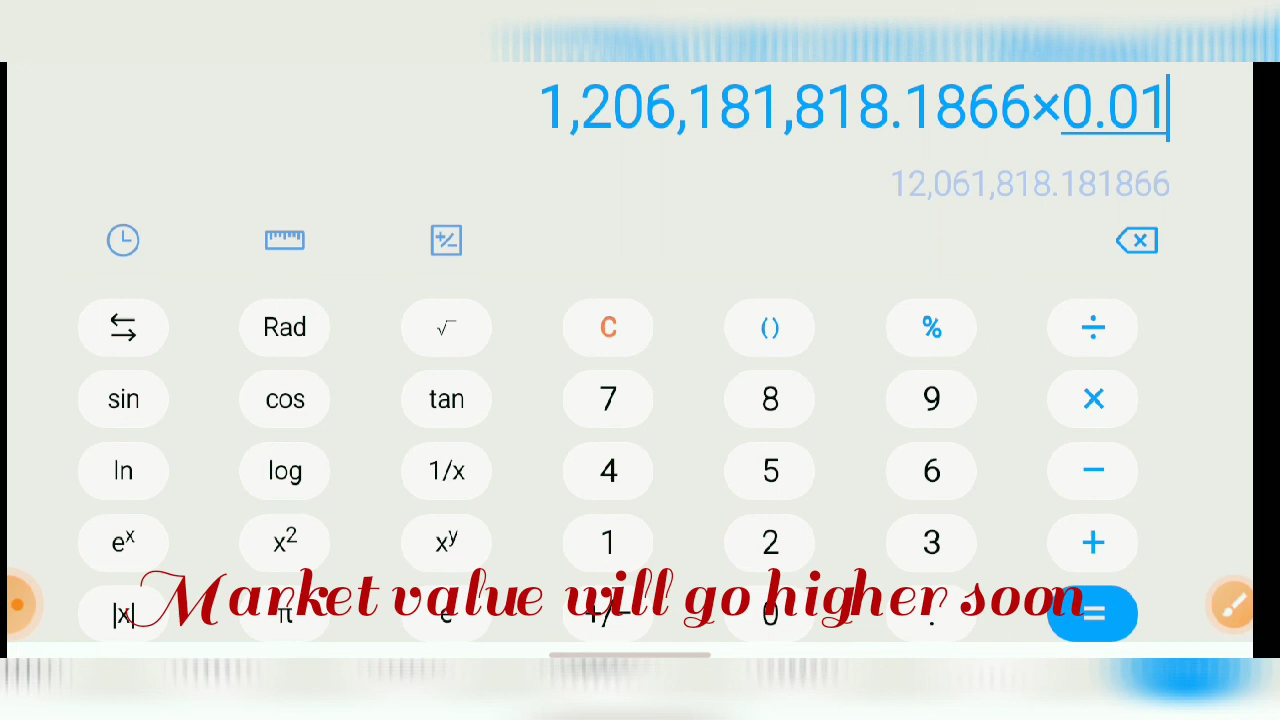 1,206,181,818.1866×0.01
12,061,818.181866
Rad √ C () % ÷
sin cos tan 7 8 9 ×
ln log 1/x 4 5 6 −
eˣ x² xʸ 1 2 3 +
|x| π e +/− 0 . =
Market value will go higher soon